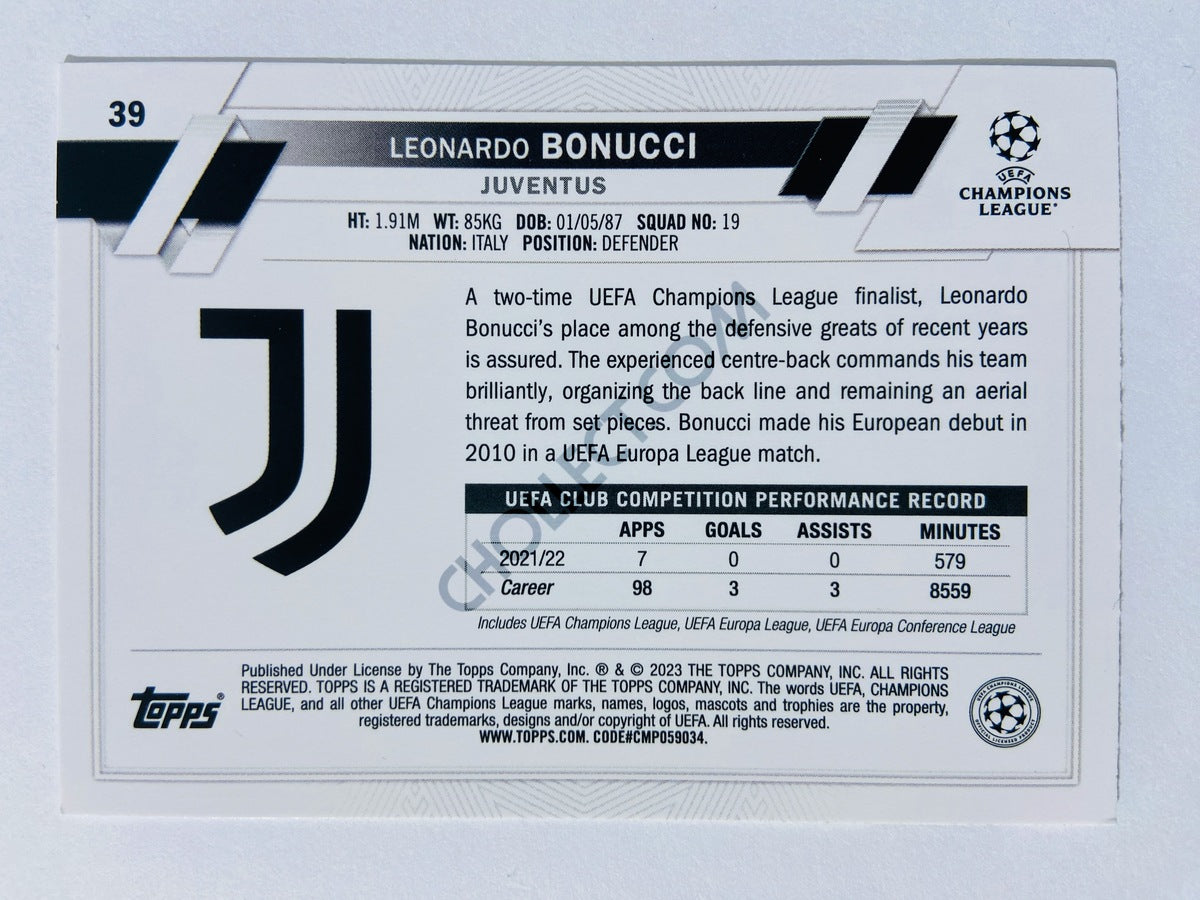 39
LEONARDO BONUCCI
JUVENTUS
UEFA
CHAMPIONS
LEAGUE®
HT: 1.91M WT: 85KG DOB: 01/05/87 SQUAD NO: 19
NATION: ITALY POSITION: DEFENDER
A two-time UEFA Champions League finalist, Leonardo
Bonucci's place among the defensive greats of recent years
is assured. The experienced centre-back commands his team
brilliantly, organizing the back line and remaining an aerial
threat from set pieces. Bonucci made his European debut in
2010 in a UEFA Europa League match.
CHOLLECT.COM
UEFA CLUB COMPETITION PERFORMANCE RECORD
APPS GOALS ASSISTS MINUTES
2021/22 7 0 0 579
Career 98 3 3 8559
Includes UEFA Champions League, UEFA Europa League, UEFA Europa Conference League
Published Under License by The Topps Company, Inc. ® & © 2023 THE TOPPS COMPANY, INC. ALL RIGHTS
RESERVED. TOPPS IS A REGISTERED TRADEMARK OF THE TOPPS COMPANY, INC. The words UEFA, CHAMPIONS
LEAGUE, and all other UEFA Champions League marks, names, logos, mascots and trophies are the property,
registered trademarks, designs and/or copyright of UEFA. All rights reserved.
WWW.TOPPS.COM. CODE#CMP059034.
Topps®
UEFA CHAMPIONS LEAGUE
OFFICIAL LICENSED PRODUCT